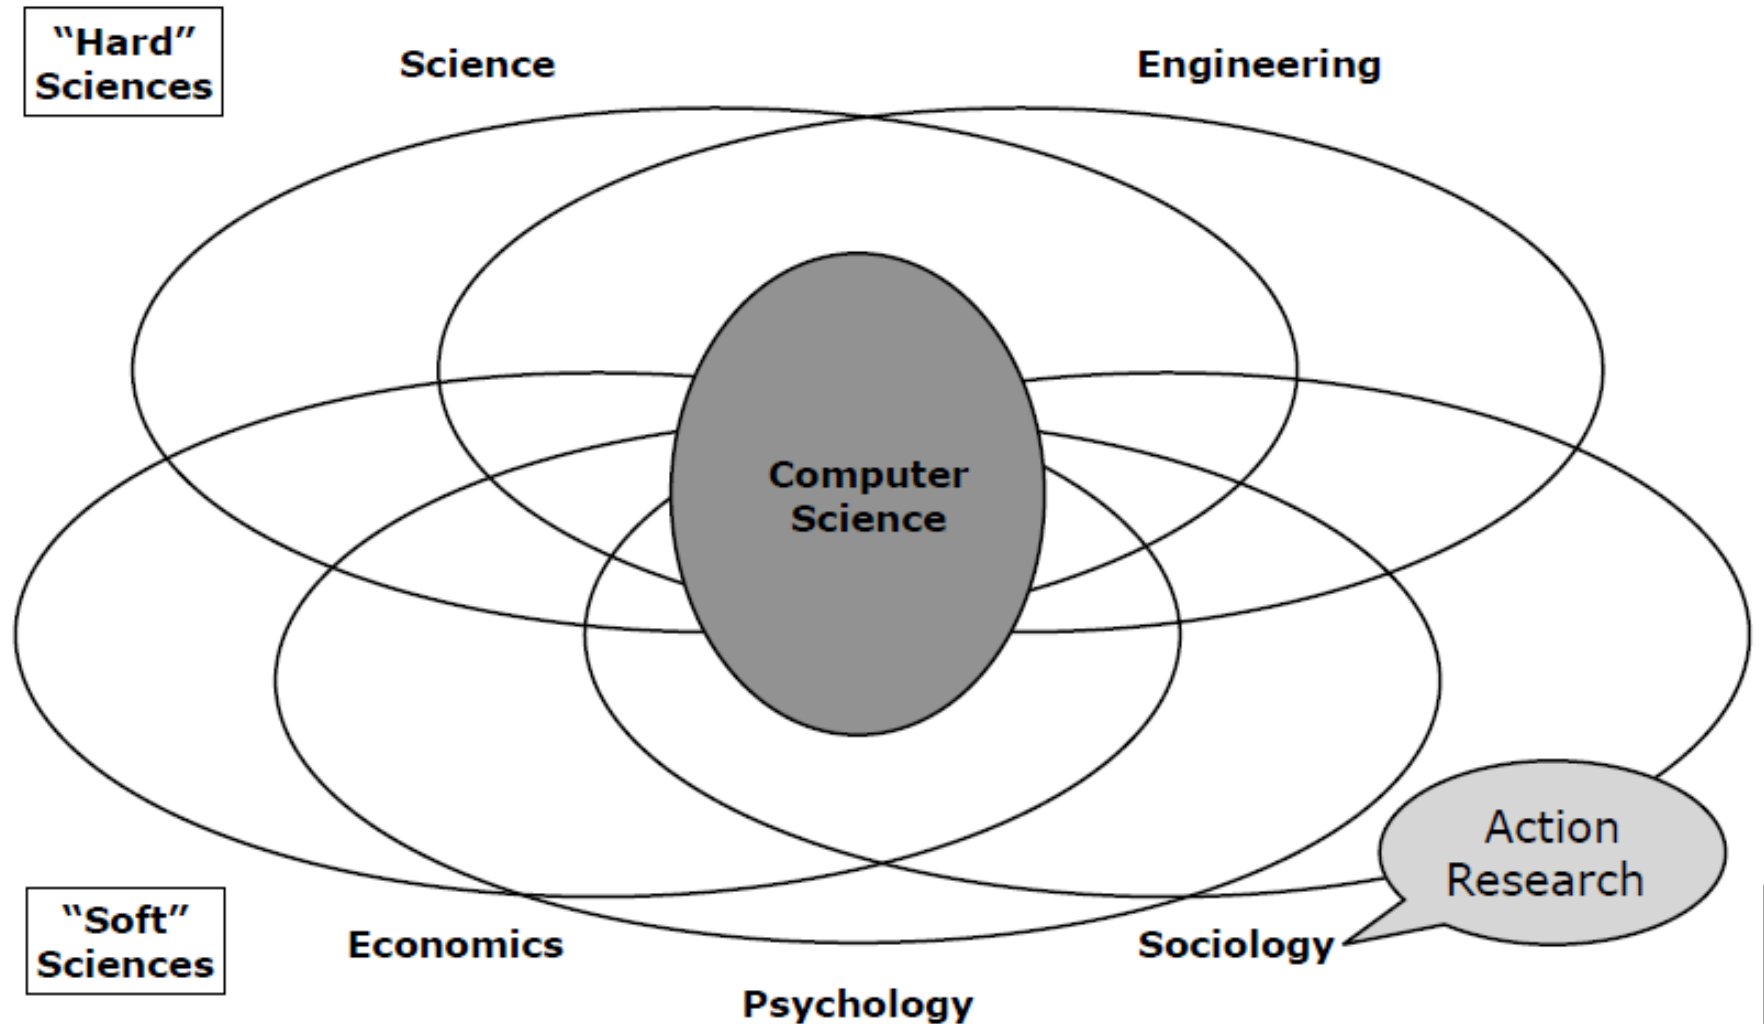 “Hard”
Sciences
Science
Engineering
Computer
Science
Action
Research
“Soft”
Sciences
Economics
Sociology
Psychology